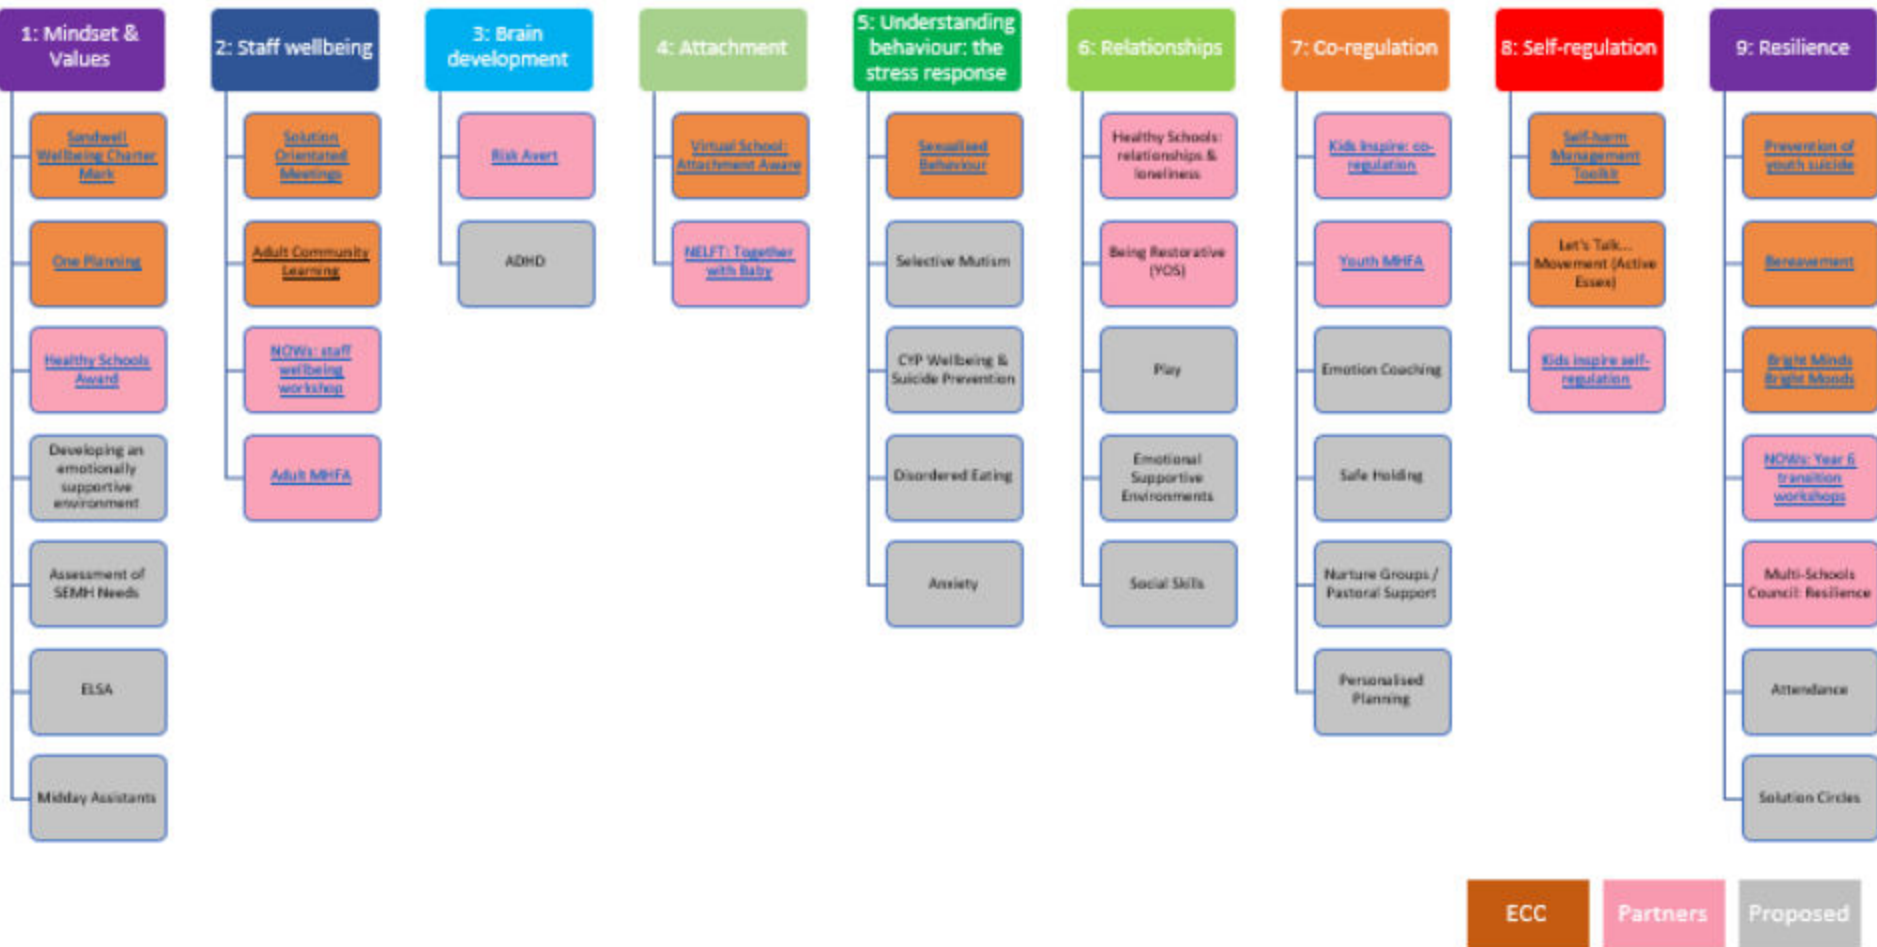 1: Mindset &
Values
Sandwell
Wellbeing Charter
Mark
One Planning
Healthy Schools
Award
Developing an
emotionally
supportive
environment
Assessment of
SEMH Needs
ELSA
Midday Assistants
2: Staff wellbeing
Solution
Orientated
Meetings
Adult Community
Learning
NOWs: staff
wellbeing
workshop
Adult MHFA
3: Brain
development
Risk Avert
ADHD
4: Attachment
Virtual School:
Attachment Aware
NELFT: Together
with Baby
5: Understanding
behaviour: the
stress response
Sexualised
Behaviour
Selective Mutism
CYP Wellbeing &
Suicide Prevention
Disordered Eating
Anxiety
6: Relationships
Healthy Schools:
relationships &
loneliness
Being Restorative
(YOS)
Play
Emotional
Supportive
Environments
Social Skills
7: Co-regulation
Kids Inspire: co-
regulation
Youth MHFA
Emotion Coaching
Safe Holding
Nurture Groups /
Pastoral Support
Personalised
Planning
8: Self-regulation
Self-harm
Management
Toolkit
Let's Talk...
Movement (Active
Essex)
Kids inspire self-
regulation
9: Resilience
Prevention of
youth suicide
Bereavement
Bright Minds
Bright Moods
NOWs: Year 6
transition
workshops
Multi-Schools
Council: Resilience
Attendance
Solution Circles
ECC
Partners
Proposed